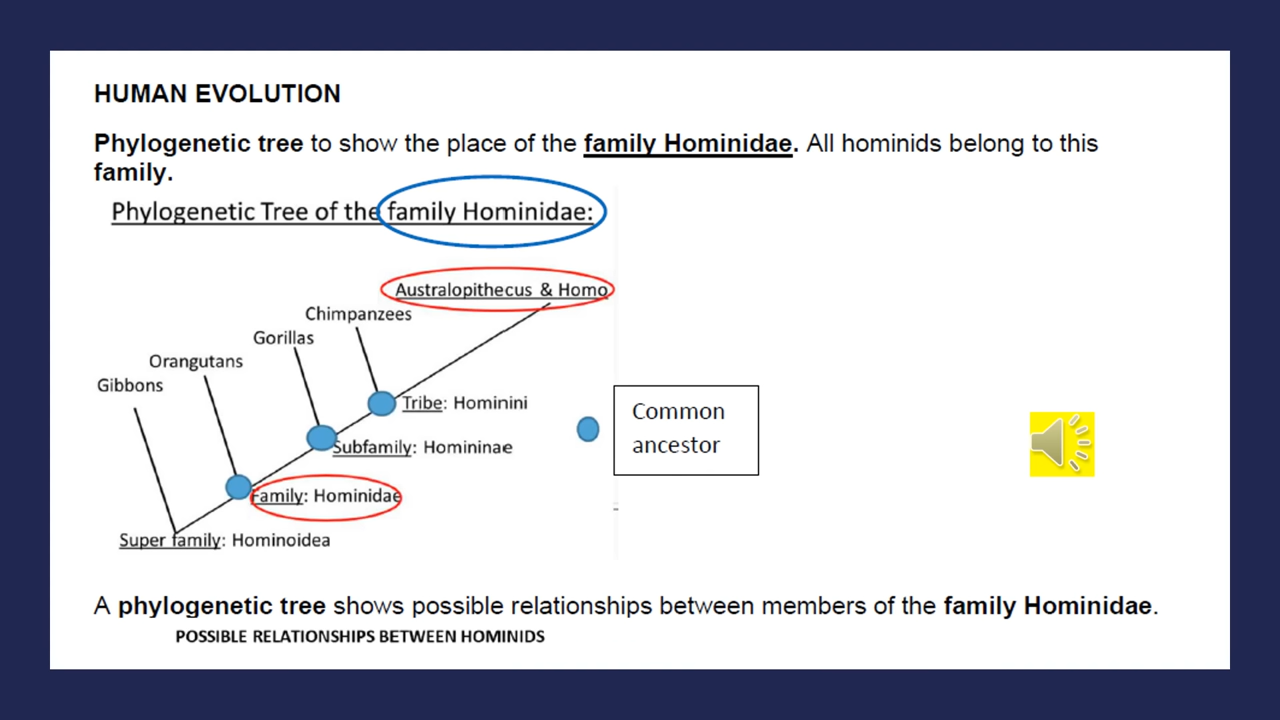 HUMAN EVOLUTION
Phylogenetic tree to show the place of the family Hominidae. All hominids belong to this
family.
Phylogenetic Tree of the family Hominidae:
Australopithecus & Homo
Chimpanzees
Gorillas
Orangutans
Gibbons
Tribe: Hominini
Common
ancestor
Subfamily: Homininae
Family: Hominidae
Super family: Hominoidea
A phylogenetic tree shows possible relationships between members of the family Hominidae.
POSSIBLE RELATIONSHIPS BETWEEN HOMINIDS